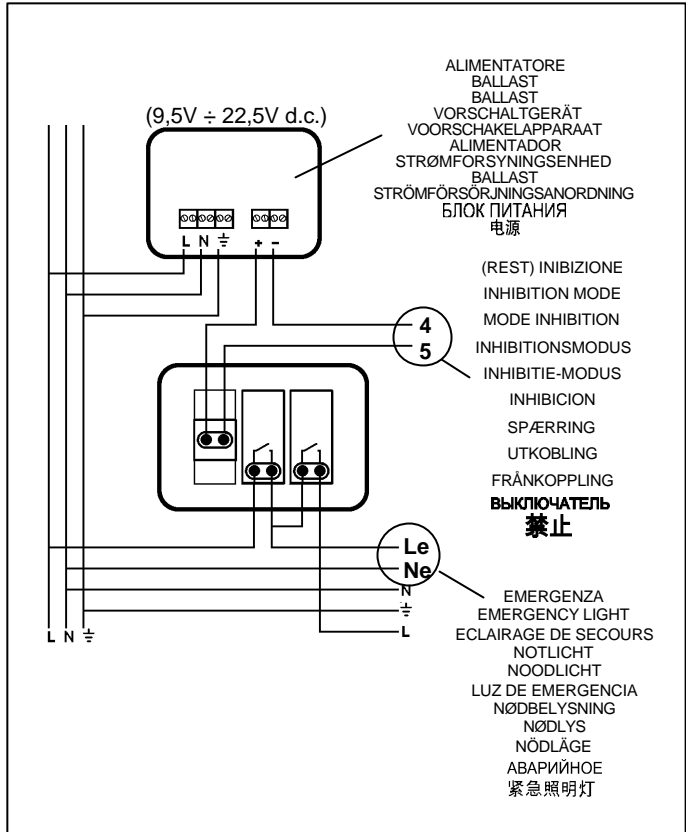 ALIMENTATORE
BALLAST
BALLAST
VORSCHALTGERÄT
VOORSCHAKELAPPARAAT
ALIMENTADOR
STRØMFORSYNINGSENHED
BALLAST
STRÖMFÖRSÖRJNINGSANORDNING
БЛОК ПИТАНИЯ
电源
(9,5V ÷ 22,5V d.c.)
L N + -
(REST) INIBIZIONE
INHIBITION MODE
MODE INHIBITION
INHIBITIONSMODUS
INHIBITIE-MODUS
INHIBICION
SPÆRRING
UTKOBLING
FRÅNKOPPLING
ВЫКЛЮЧАТЕЛЬ
禁止
4
5
Le
Ne
N
L
L N
EMERGENZA
EMERGENCY LIGHT
ECLAIRAGE DE SECOURS
NOTLICHT
NOODLICHT
LUZ DE EMERGENCIA
NØDBELYSNING
NØDLYS
NÖDLÄGE
АВАРИЙНОЕ
紧急照明灯